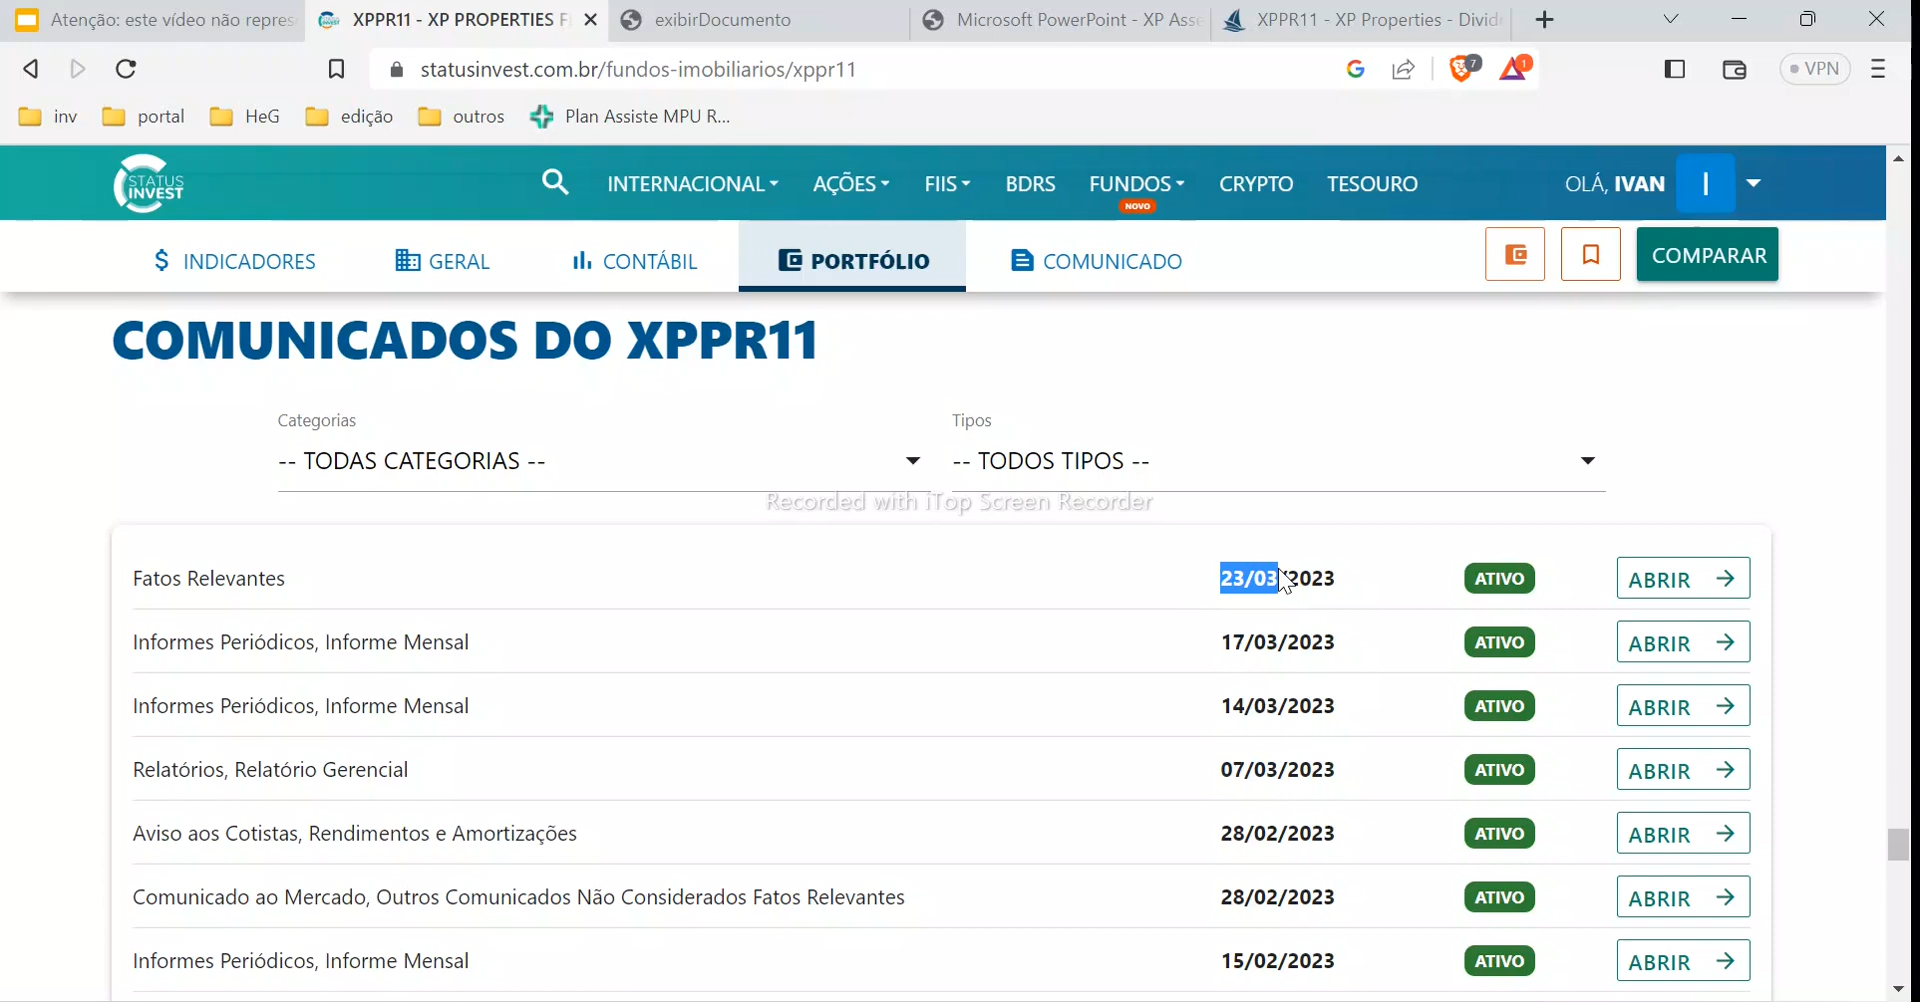 Atenção: este vídeo não repres
XPPR11 - XP PROPERTIES F
exibirDocumento
Microsoft PowerPoint - XP Asse
XPPR11 - XP Properties - Divid
statusinvest.com.br/fundos-imobiliarios/xppr11
7
1
VPN
inv
portal
HeG
edição
outros
Plan Assiste MPU R...
STATUS
INVEST
INTERNACIONAL
AÇÕES
FIIS
BDRS
FUNDOS
NOVO
CRYPTO
TESOURO
OLÁ, IVAN
I
INDICADORES
GERAL
CONTÁBIL
PORTFÓLIO
COMUNICADO
COMPARAR
COMUNICADOS DO XPPR11
Categorias
Tipos
-- TODAS CATEGORIAS --
-- TODOS TIPOS --
Recorded with iTop Screen Recorder
Fatos Relevantes 23/03/2023 ATIVO ABRIR
Informes Periódicos, Informe Mensal 17/03/2023 ATIVO ABRIR
Informes Periódicos, Informe Mensal 14/03/2023 ATIVO ABRIR
Relatórios, Relatório Gerencial 07/03/2023 ATIVO ABRIR
Aviso aos Cotistas, Rendimentos e Amortizações 28/02/2023 ATIVO ABRIR
Comunicado ao Mercado, Outros Comunicados Não Considerados Fatos Relevantes 28/02/2023 ATIVO ABRIR
Informes Periódicos, Informe Mensal 15/02/2023 ATIVO ABRIR